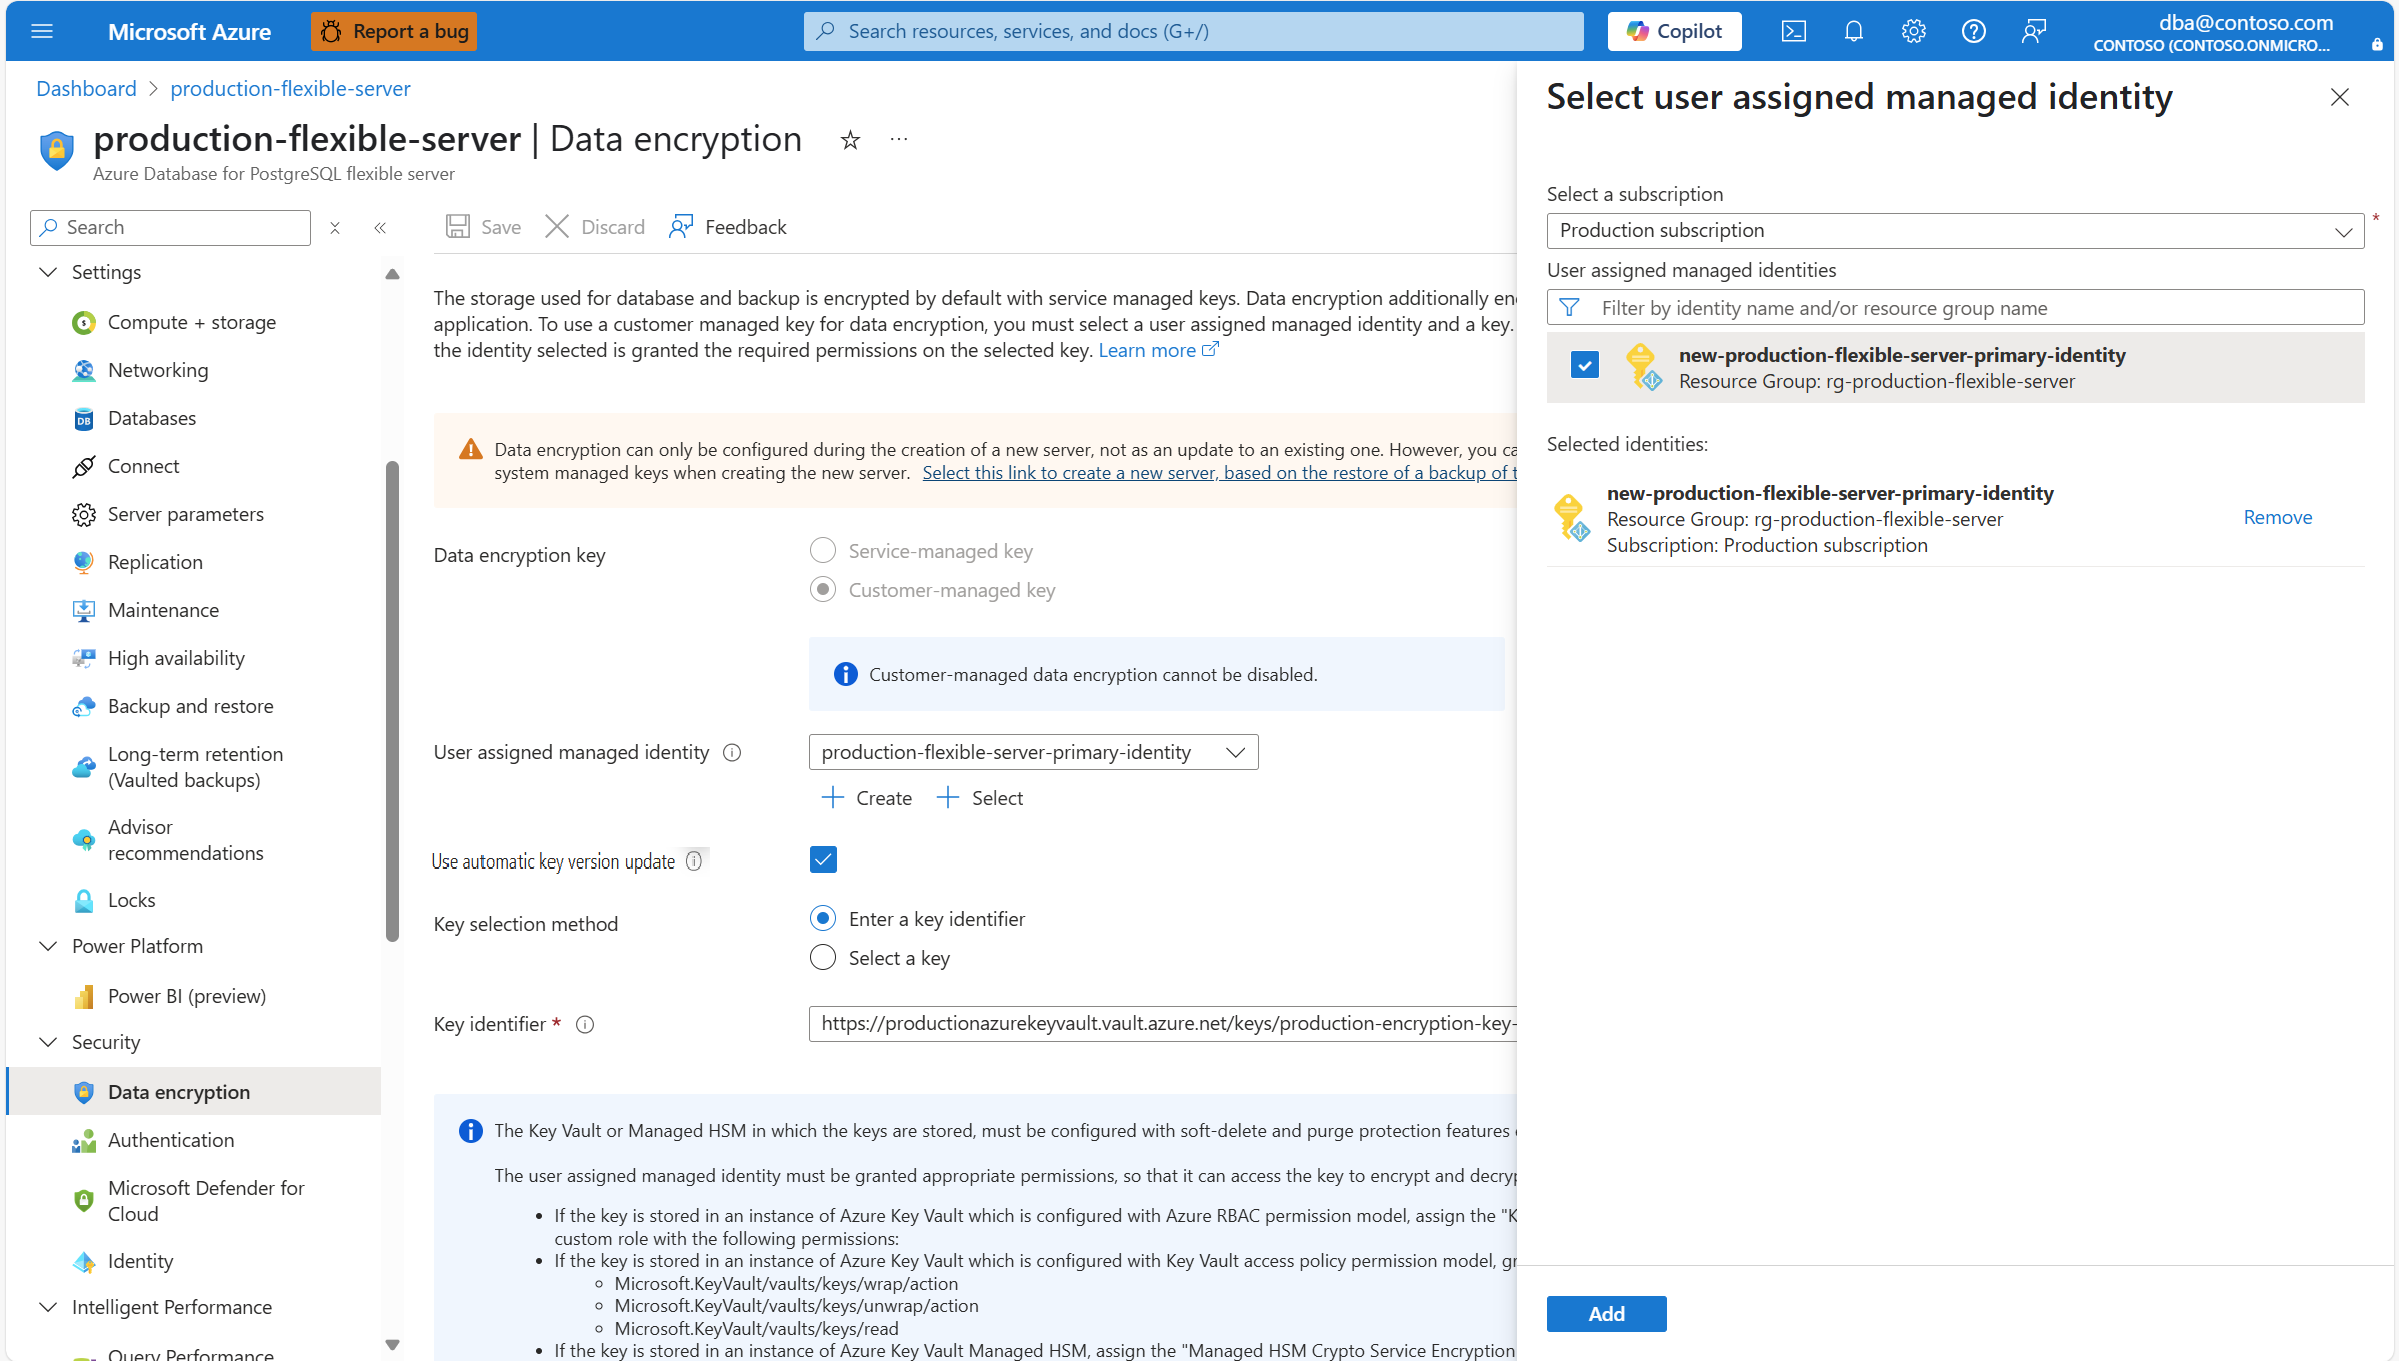 Microsoft Azure
Report a bug
Search resources, services, and docs (G+/)
Copilot
dba@contoso.com
CONTOSO (CONTOSO.ONMICRO...
Dashboard > production-flexible-server
production-flexible-server | Data encryption
Azure Database for PostgreSQL flexible server
Search
Settings
Compute + storage
Networking
Databases
Connect
Server parameters
Replication
Maintenance
High availability
Backup and restore
Long-term retention
(Vaulted backups)
Advisor
recommendations
Locks
Power Platform
Power BI (preview)
Security
Data encryption
Authentication
Microsoft Defender for
Cloud
Identity
Intelligent Performance
Query Performance
Save
Discard
Feedback
The storage used for database and backup is encrypted by default with service managed keys. Data encryption additionally en
application. To use a customer managed key for data encryption, you must select a user assigned managed identity and a key.
the identity selected is granted the required permissions on the selected key. Learn more
Data encryption can only be configured during the creation of a new server, not as an update to an existing one. However, you ca
system managed keys when creating the new server. Select this link to create a new server, based on the restore of a backup of t
Data encryption key
Service-managed key
Customer-managed key
Customer-managed data encryption cannot be disabled.
User assigned managed identity
production-flexible-server-primary-identity
Create
Select
Use automatic key version update
Key selection method
Enter a key identifier
Select a key
Key identifier *
https://productionazurekeyvault.vault.azure.net/keys/production-encryption-key-
The Key Vault or Managed HSM in which the keys are stored, must be configured with soft-delete and purge protection features
The user assigned managed identity must be granted appropriate permissions, so that it can access the key to encrypt and decryp
• If the key is stored in an instance of Azure Key Vault which is configured with Azure RBAC permission model, assign the "K
custom role with the following permissions:
• If the key is stored in an instance of Azure Key Vault which is configured with Key Vault access policy permission model, gr
◦ Microsoft.KeyVault/vaults/keys/wrap/action
◦ Microsoft.KeyVault/vaults/keys/unwrap/action
◦ Microsoft.KeyVault/vaults/keys/read
• If the key is stored in an instance of Azure Key Vault Managed HSM, assign the "Managed HSM Crypto Service Encryption
Select user assigned managed identity
Select a subscription
Production subscription
*
User assigned managed identities
Filter by identity name and/or resource group name
new-production-flexible-server-primary-identity
Resource Group: rg-production-flexible-server
Selected identities:
new-production-flexible-server-primary-identity
Resource Group: rg-production-flexible-server
Subscription: Production subscription
Remove
Add